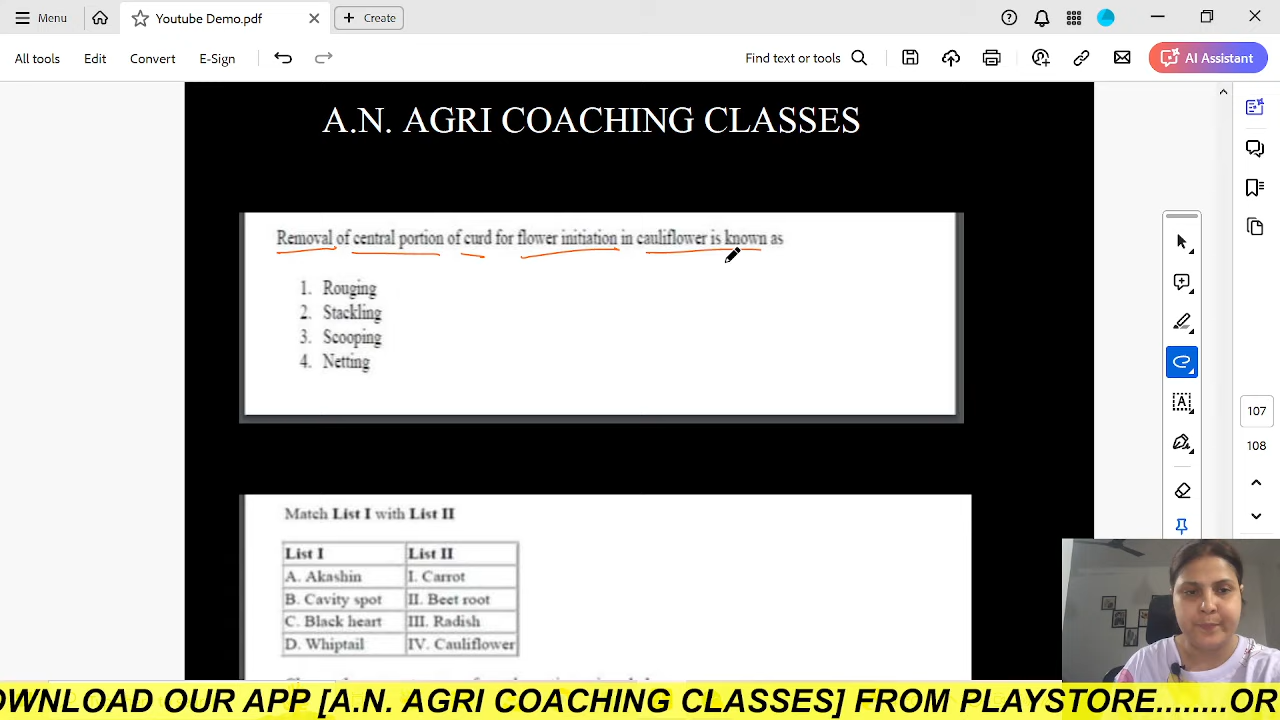 Menu
Youtube Demo.pdf
Create
All tools
Edit
Convert
E-Sign
Find text or tools
AI Assistant
A.N. AGRI COACHING CLASSES
Removal of central portion of curd for flower initiation in cauliflower is known as
1. Rouging
2. Stackling
3. Scooping
4. Netting
107
108
Match List I with List II
List I List II
A. Akashin I. Carrot
B. Cavity spot II. Beet root
C. Black heart III. Radish
D. Whiptail IV. Cauliflower
OWNLOAD OUR APP [A.N. AGRI COACHING CLASSES] FROM PLAYSTORE........OR